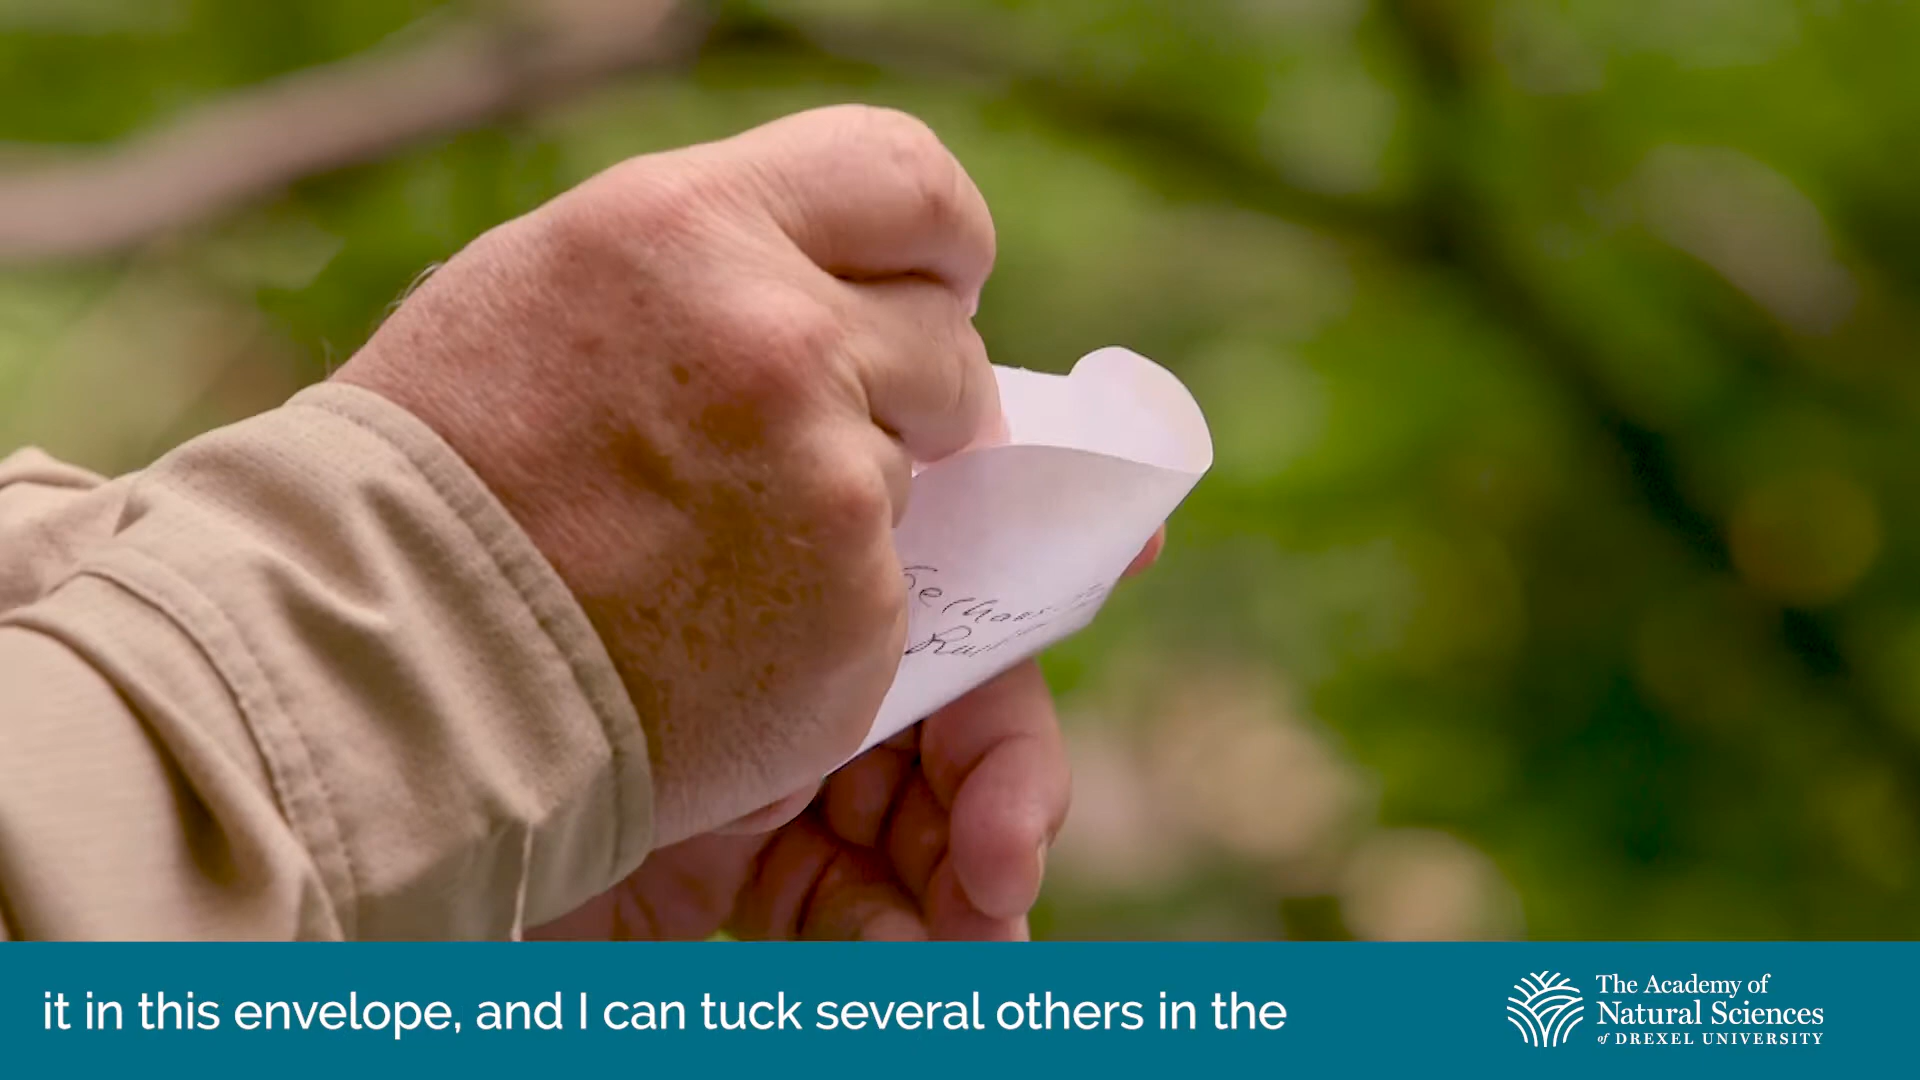 it in this envelope, and I can tuck several others in the
The Academy of
Natural Sciences
of DREXEL UNIVERSITY